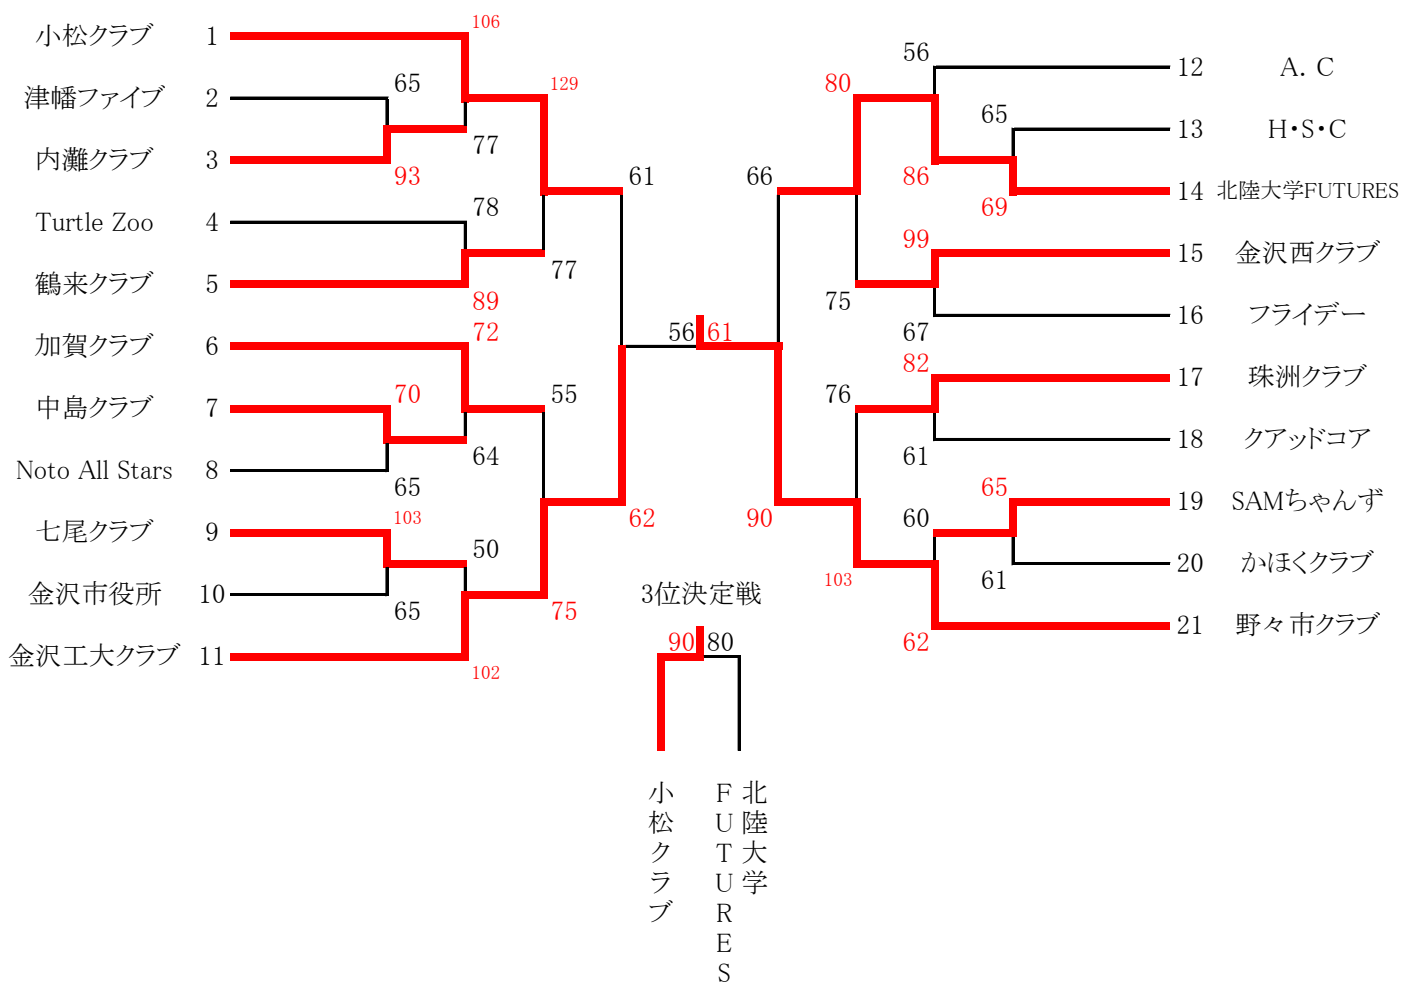 小松クラブ 1
津幡ファイブ 2
内灘クラブ 3
Turtle Zoo 4
鶴来クラブ 5
加賀クラブ 6
中島クラブ 7
Noto All Stars 8
七尾クラブ 9
金沢市役所 10
金沢工大クラブ 11
106
65
77
93
129
78
77
89
72
70
64
65
55
103
50
65
75
102
61
62
56
61
66
90
80
75
76
103
56
65
86
69
99
67
82
61
65
60
61
62
12 A. C
13 H・S・C
14 北陸大学FUTURES
15 金沢西クラブ
16 フライデー
17 珠洲クラブ
18 クアッドコア
19 SAMちゃんず
20 かほくクラブ
21 野々市クラブ
3位決定戦
90 80
小松クラブ
北陸大学
FUTURES